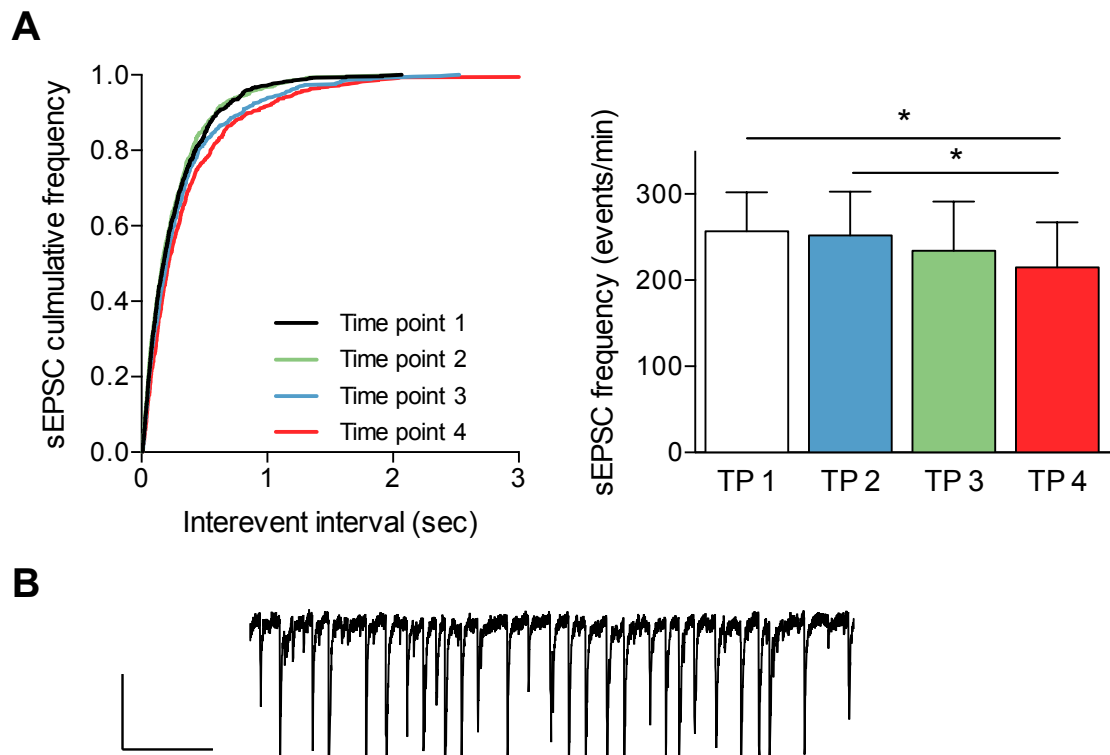 A
sEPSC culmulative frequency
1.0
0.8
0.6
0.4
0.2
0.0
0
1
2
3
Interevent interval (sec)
Time point 1
Time point 2
Time point 3
Time point 4
sEPSC frequency (events/min)
300
200
100
0
*
*
TP 1
TP 2
TP 3
TP 4
B